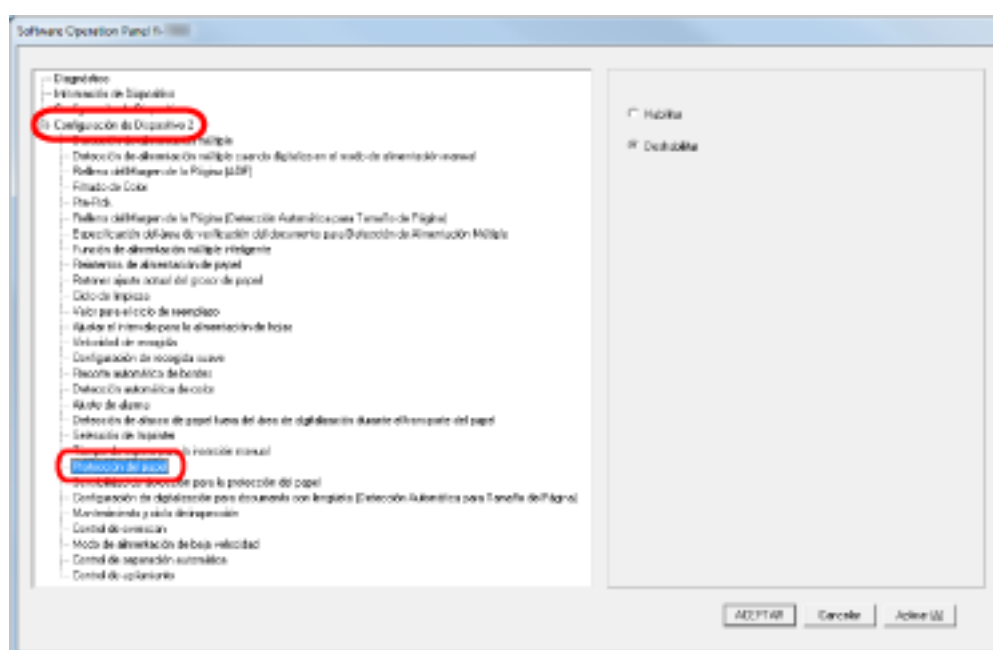 Software Operation Panel fi-
Diagnóstico
Información de Dispositivo
Configuración de Dispositivo 2
Detección de alimentación múltiple cuando digitaliza en el modo de alimentación manual
Relleno del Margen de la Página (ADF)
Filtrado de Color
Pre-Pick
Relleno del Margen de la Página (Detección Automática para Tamaño de Página)
Especificación del área de verificación del documento para Detección de Alimentación Múltiple
Función de alimentación múltiple inteligente
Reintentos de alimentación de papel
Retener ajuste actual del grosor de papel
Ciclo de limpieza
Valor para el ciclo de reemplazo
Ajustar el intervalo para la alimentación de hojas
Velocidad de recogida
Configuración de recogida suave
Recorte automático de bordes
Detección automática de color
Ajuste de alarma
Detección de atasco de papel fuera del área de digitalización durante el transporte del papel
Selección de
inserción manual
Protección del papel
para la protección del papel
Configuración de digitalización para documento con lengüeta (Detección Automática para Tamaño de Página)
Mantenimiento y ciclo de inspección
Control de overscan
Modo de alimentación de baja velocidad
Control de separación automática
Control de apilamiento
Habilitar
Deshabilitar
ACEPTAR
Cancelar
Aplicar (A)